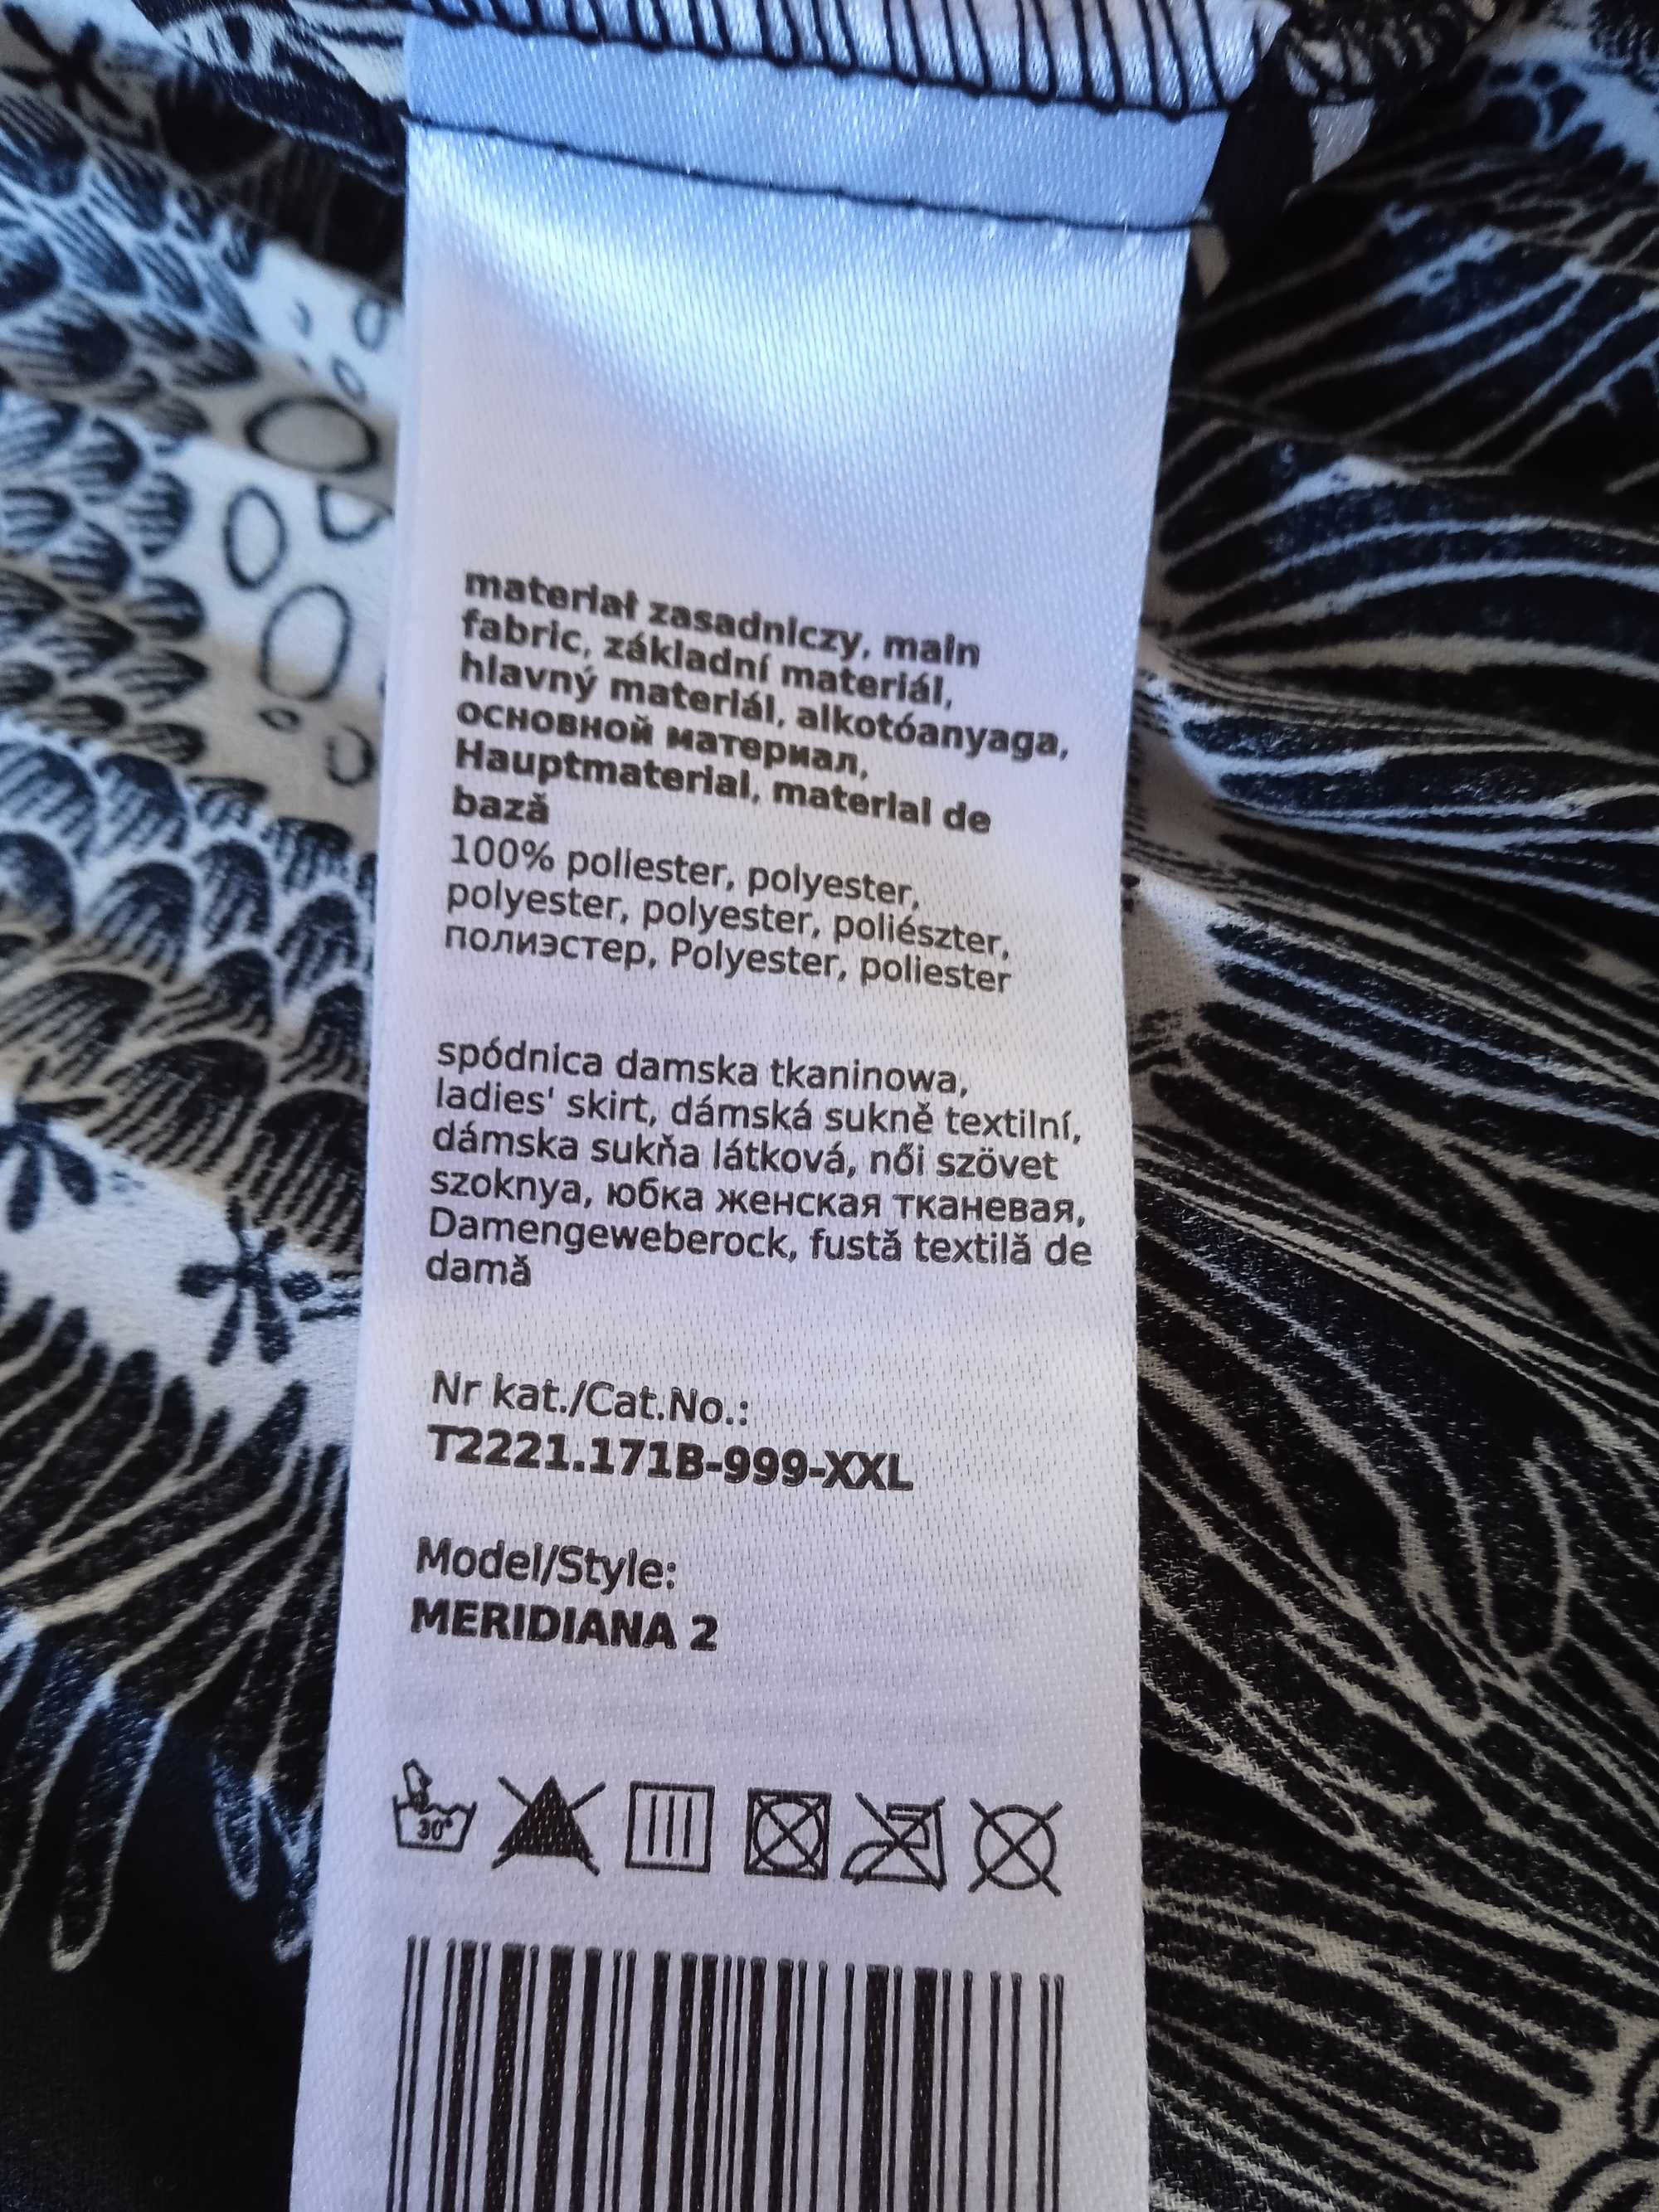 materiał zasadniczy, main
fabric, základní materiál,
hlavný materiál, alkotóanyaga,
основной материал,
Hauptmaterial, material de
bază
100% poliester, polyester,
polyester, polyester, poliészter,
полиэстер, Polyester, poliester
spódnica damska tkaninowa,
ladies' skirt, dámská sukně textilní,
dámska sukňa látková, női szövet
szoknya, юбка женская тканевая,
Damengeweberock, fustă textilă de
damă
Nr kat./Cat.No.:
T2221.171B-999-XXL
Model/Style:
MERIDIANA 2
30°